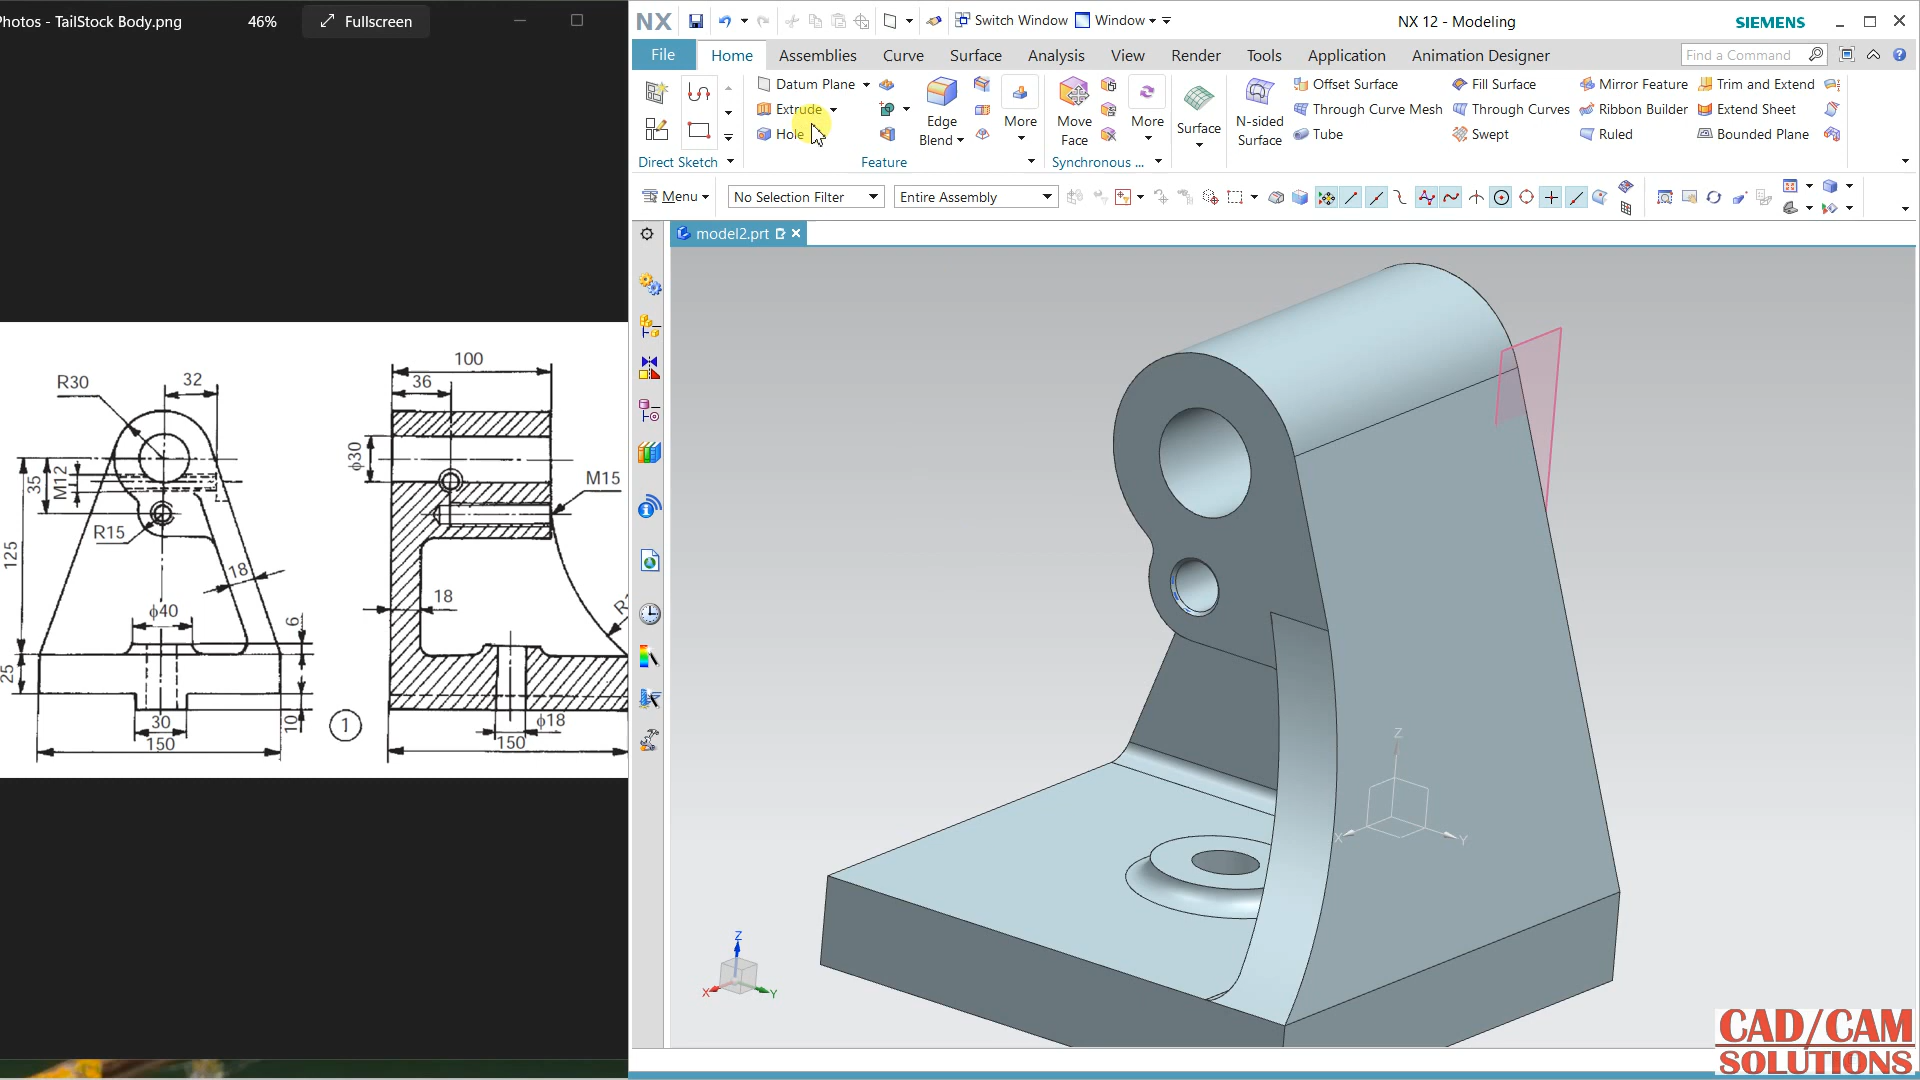 Photos - TailStock Body.png 46% Fullscreen
NX Switch Window Window NX 12 - Modeling SIEMENS
File Home Assemblies Curve Surface Analysis View Render Tools Application Animation Designer Find a Command
Datum Plane Offset Surface Fill Surface Mirror Feature Trim and Extend
Extrude Through Curve Mesh Through Curves Ribbon Builder Extend Sheet
Hole Tube Swept Ruled Bounded Plane
Edge Blend More Move Face More Surface N-sided Surface
Direct Sketch Feature Synchronous ...
Menu No Selection Filter Entire Assembly
model2.prt
100
R30 32 36
35 M12 ϕ30 M15
R15
125 18
ϕ40 6 18 R
25
30 10 1 ϕ18
150 150
Z
X Y
Z
X Y
CAD/CAM
SOLUTIONS